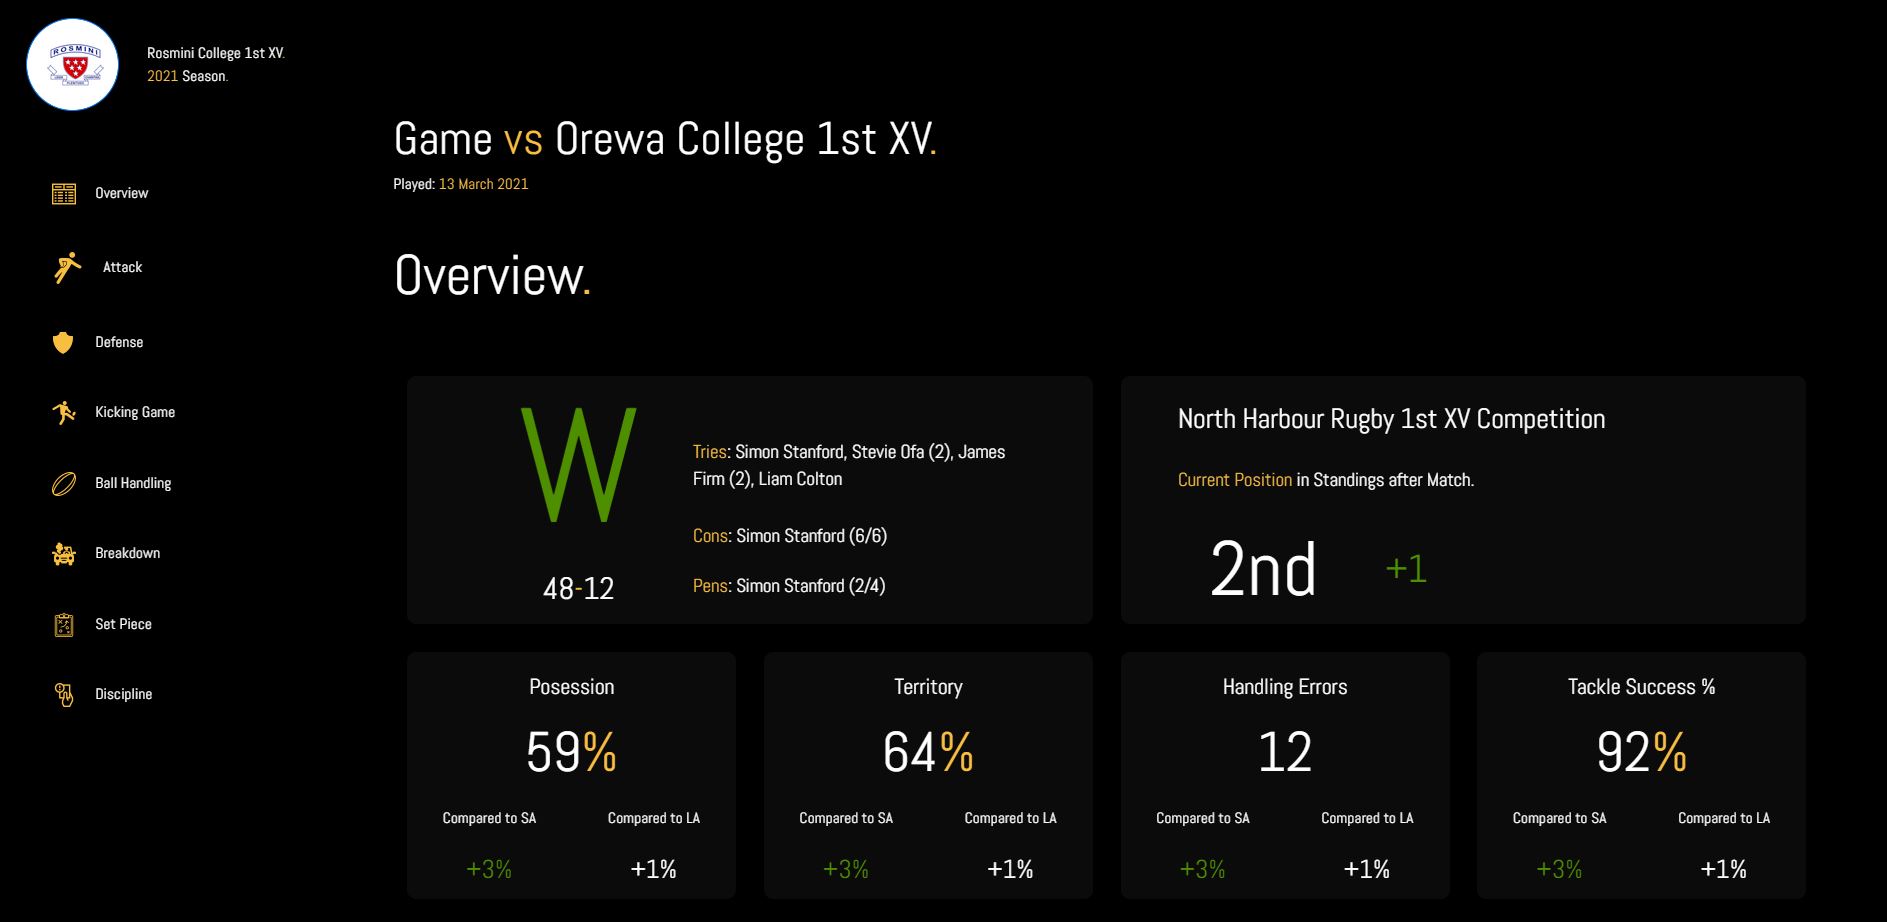 ROSMINI
Rosmini College 1st XV.
2021 Season.
Overview
Attack
Defense
Kicking Game
Ball Handling
Breakdown
Set Piece
Discipline
Game vs Orewa College 1st XV.
Played: 13 March 2021
Overview.
W
48-12
Tries: Simon Stanford, Stevie Ofa (2), James
Firm (2), Liam Colton
Cons: Simon Stanford (6/6)
Pens: Simon Stanford (2/4)
North Harbour Rugby 1st XV Competition
Current Position in Standings after Match.
2nd +1
Posession
59%
Compared to SA Compared to LA
+3% +1%
Territory
64%
Compared to SA Compared to LA
+3% +1%
Handling Errors
12
Compared to SA Compared to LA
+3% +1%
Tackle Success %
92%
Compared to SA Compared to LA
+3% +1%